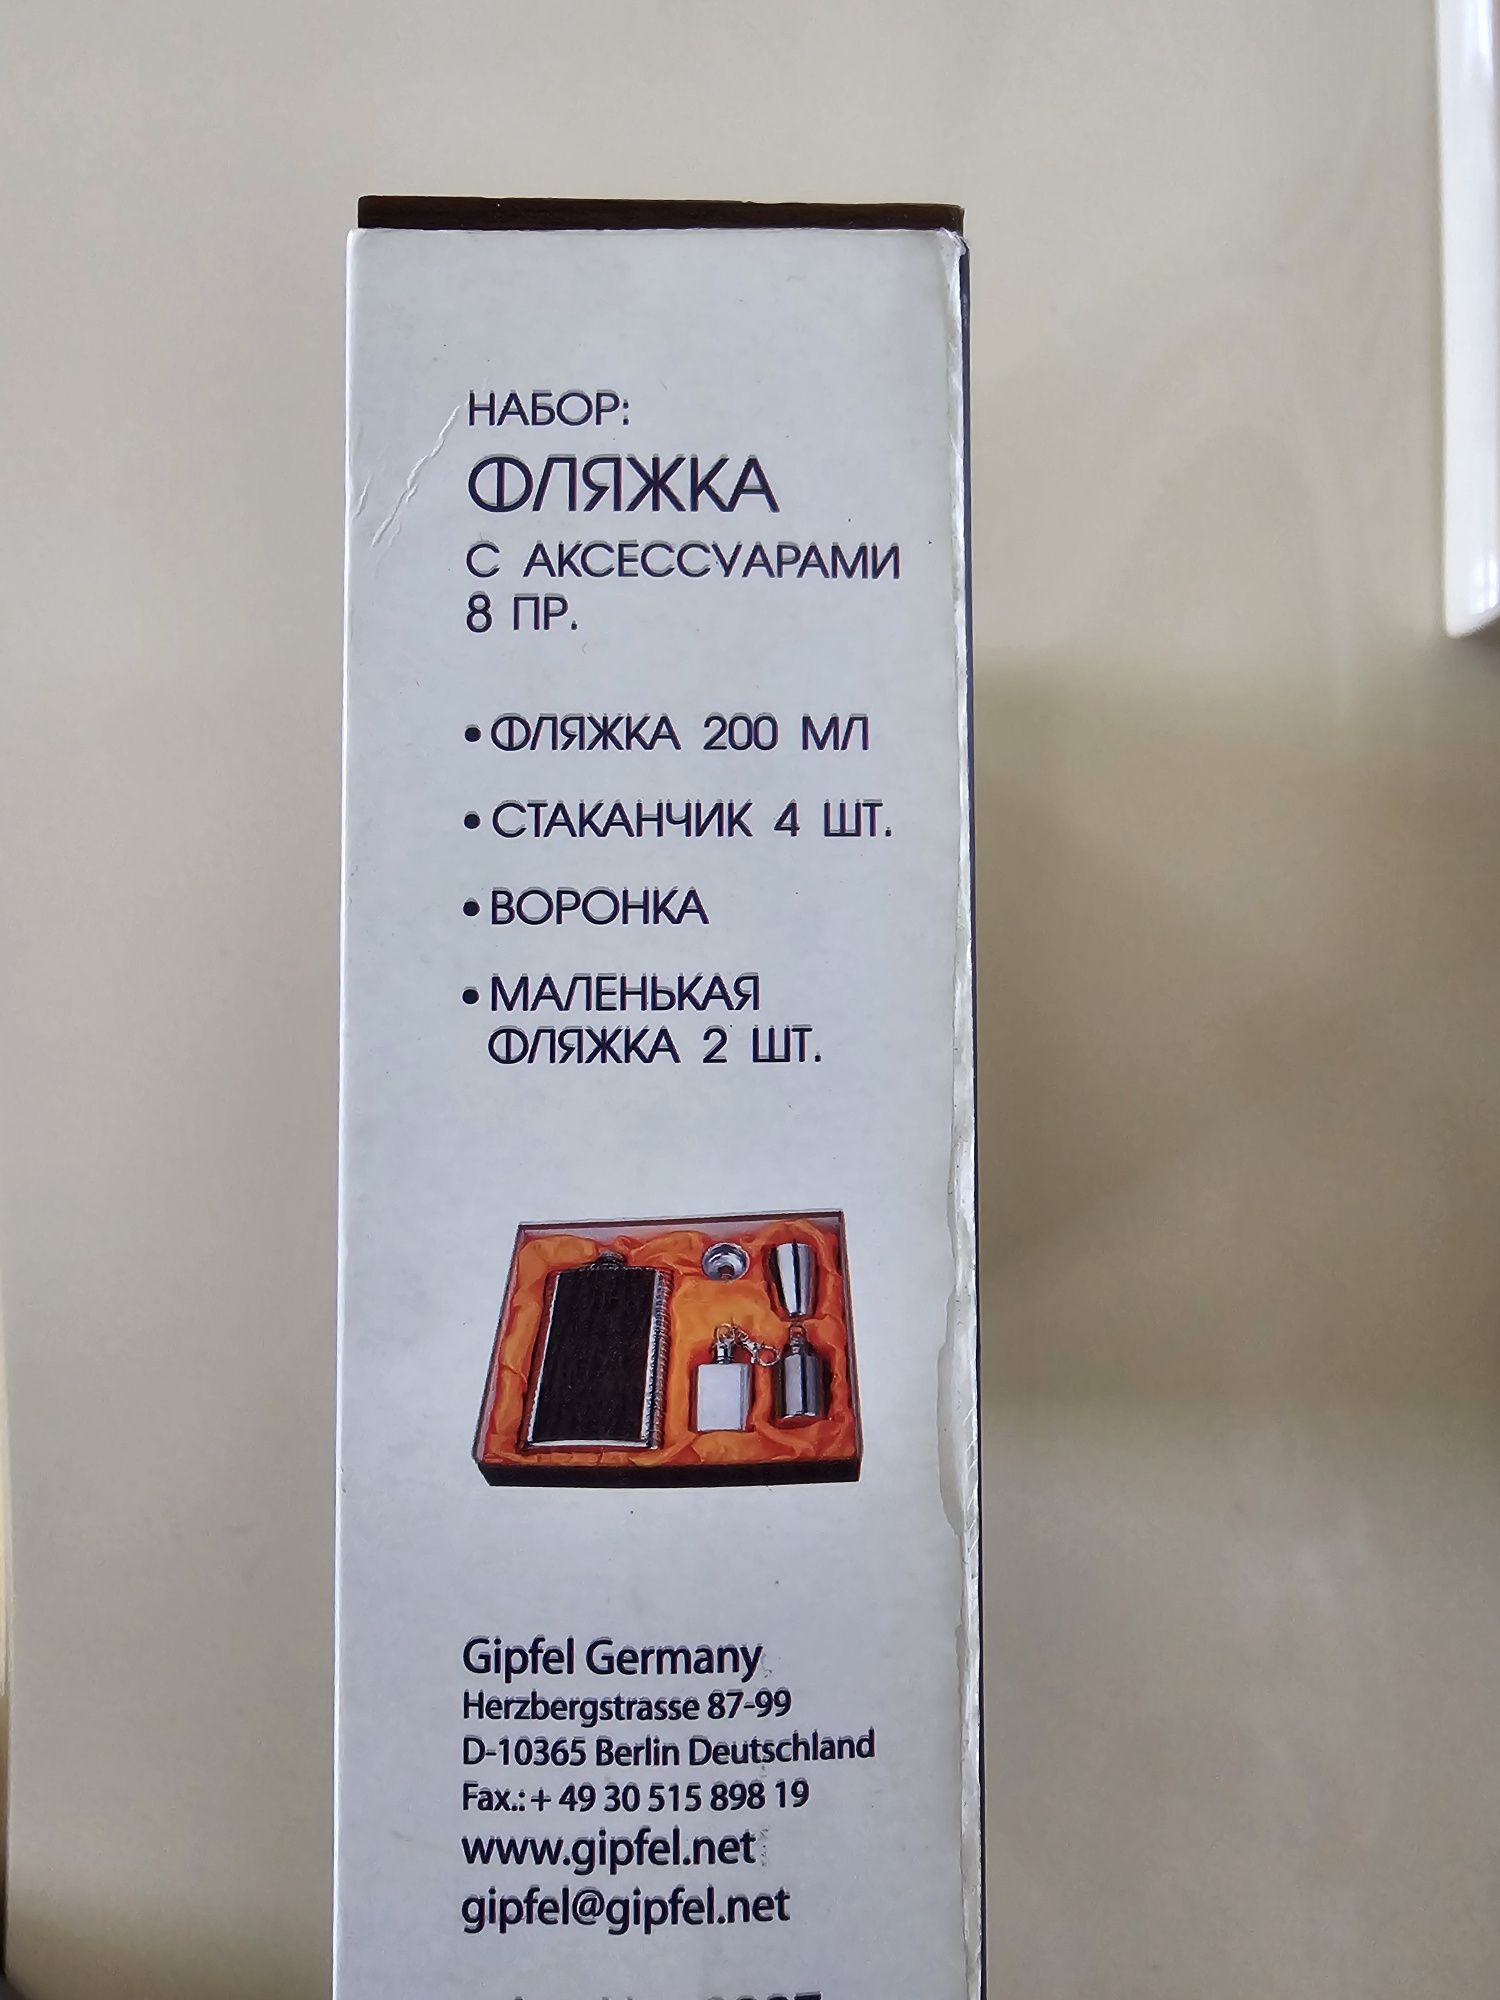 НАБОР:
ФЛЯЖКА
С АКСЕССУАРАМИ
8 ПР.
• ФЛЯЖКА 200 МЛ
• СТАКАНЧИК 4 ШТ.
• ВОРОНКА
• МАЛЕНЬКАЯ
ФЛЯЖКА 2 ШТ.
Gipfel Germany
Herzbergstrasse 87-99
D-10365 Berlin Deutschland
Fax.: + 49 30 515 898 19
www.gipfel.net
gipfel@gipfel.net